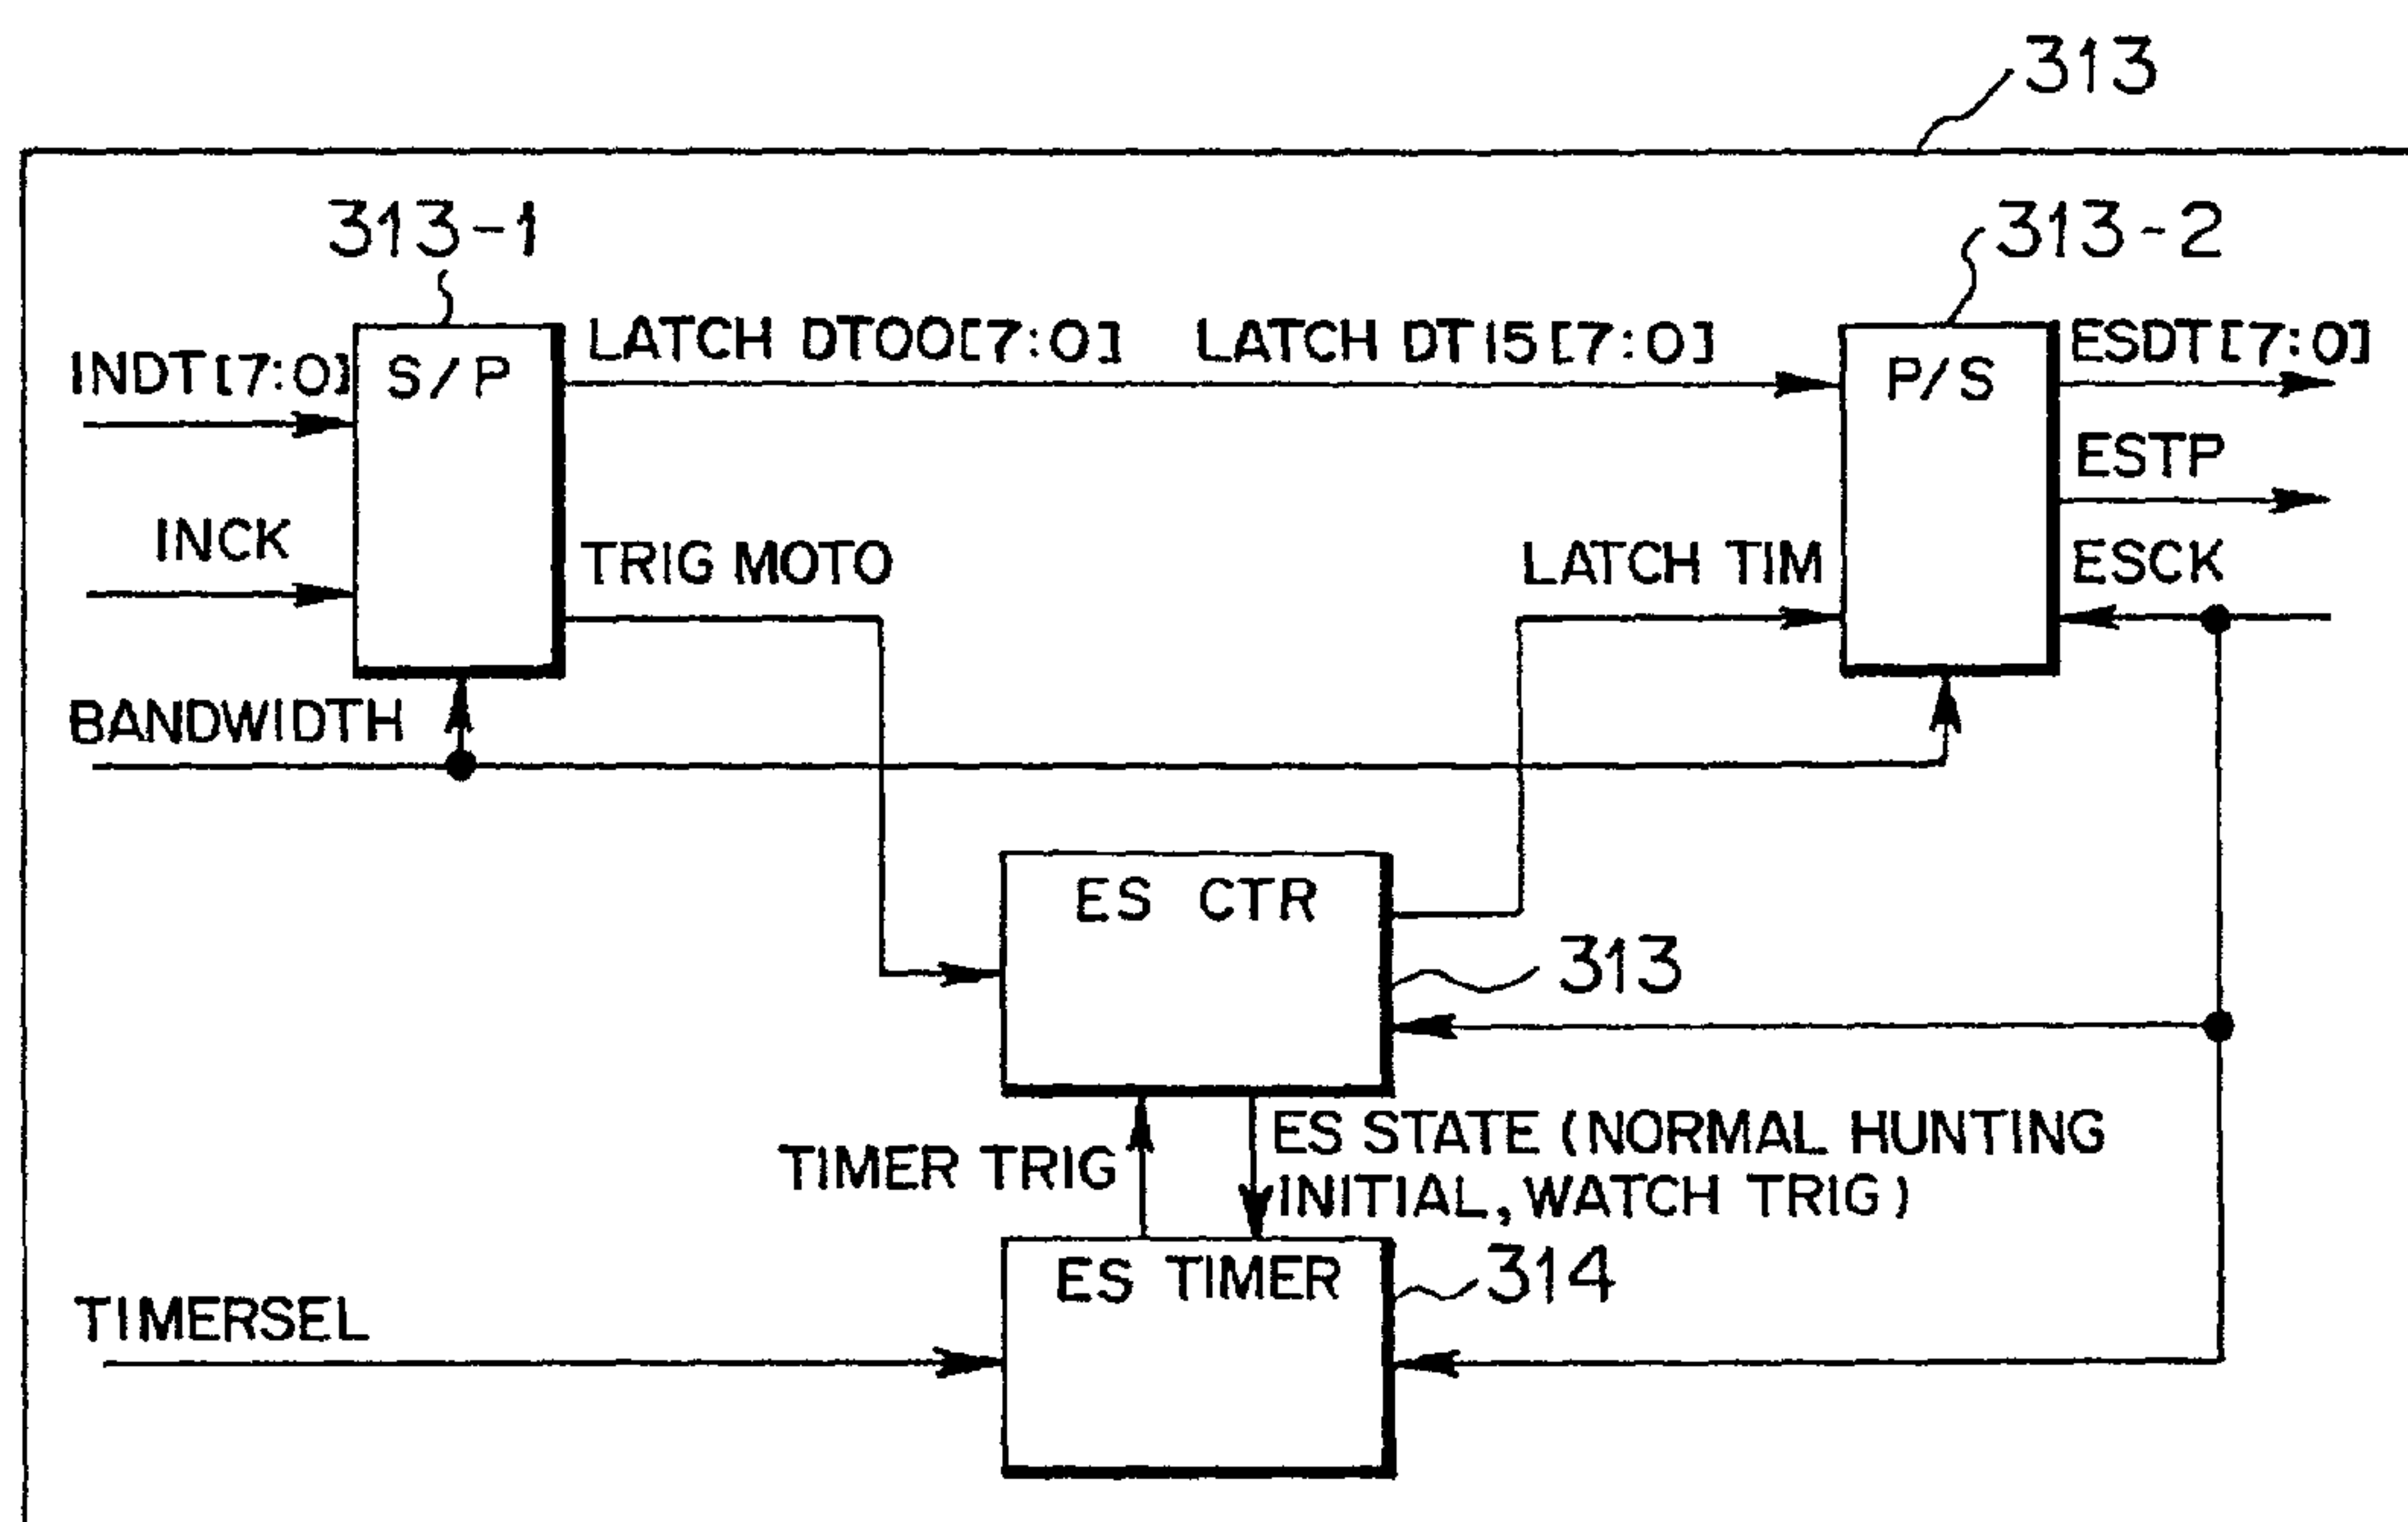 313
313-1
313-2
INDT[7:0]
S/P
LATCH DT00[7:0] LATCH DT15[7:0]
P/S
ESDT[7:0]
ESTP
INCK
TRIG MOTO
LATCH TIM
ESCK
BANDWIDTH
ES CTR
313
TIMER TRIG
ES STATE (NORMAL HUNTING
INITIAL, WATCH TRIG)
ES TIMER
314
TIMERSEL